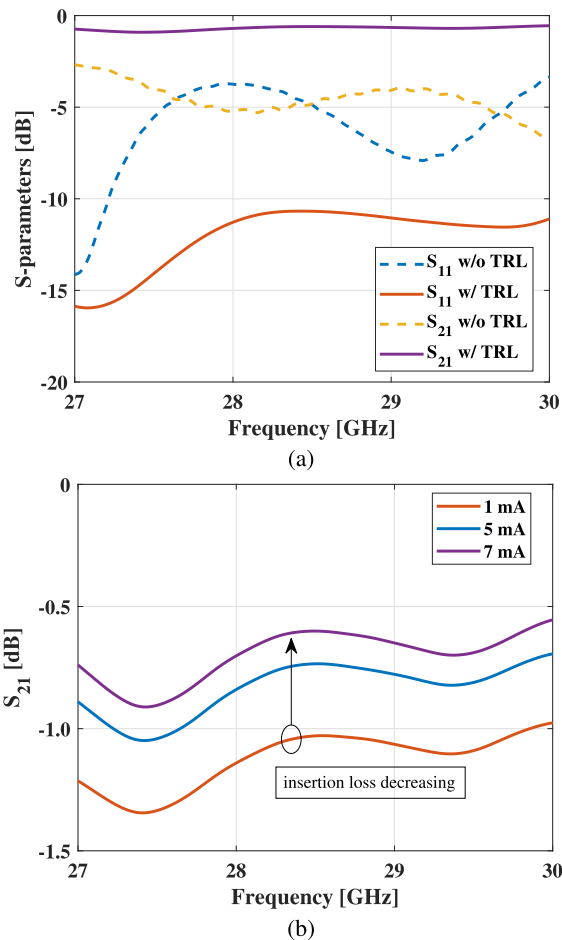 0
-5
-10
-15
-20
S-parameters [dB]
S11 w/o TRL
S11 w/ TRL
S21 w/o TRL
S21 w/ TRL
27 28 29 30
Frequency [GHz]
(a)
0
-0.5
-1.0
-1.5
S21 [dB]
1 mA
5 mA
7 mA
insertion loss decreasing
27 28 29 30
Frequency [GHz]
(b)